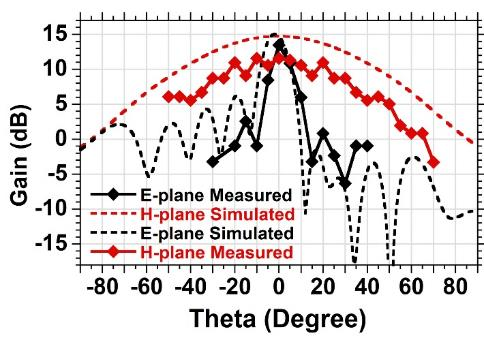 15
10
5
0
-5
-10
-15
Gain (dB)
E-plane Measured
H-plane Simulated
E-plane Simulated
H-plane Measured
-80 -60 -40 -20 0 20 40 60 80
Theta (Degree)